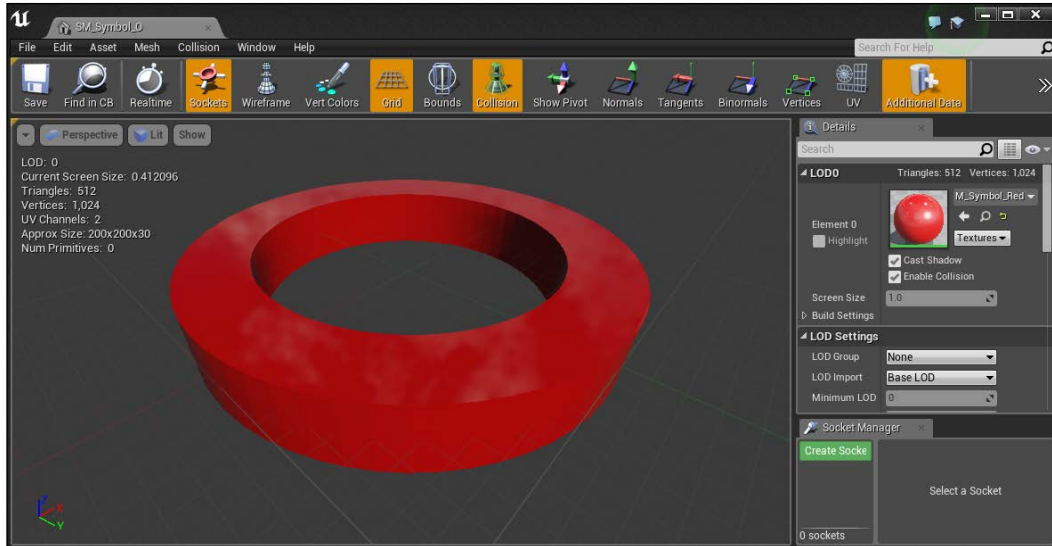 SM_Symbol_0
File Edit Asset Mesh Collision Window Help
Search For Help
Save Find in CB Realtime Sockets Wireframe Vert Colors Grid Bounds Collision Show Pivot Normals Tangents Binormals Vertices UV Additional Data
Perspective Lit Show
LOD: 0
Current Screen Size: 0.412096
Triangles: 512
Vertices: 1,024
UV Channels: 2
Approx Size: 200x200x30
Num Primitives: 0
Z
X
Y
Details
Search
LOD0 Triangles: 512 Vertices: 1,024
M_Symbol_Red
Element 0
Highlight
Textures
Cast Shadow
Enable Collision
Screen Size 1.0
Build Settings
LOD Settings
LOD Group None
LOD Import Base LOD
Minimum LOD 0
Socket Manager
Create Socke
Select a Socket
0 sockets